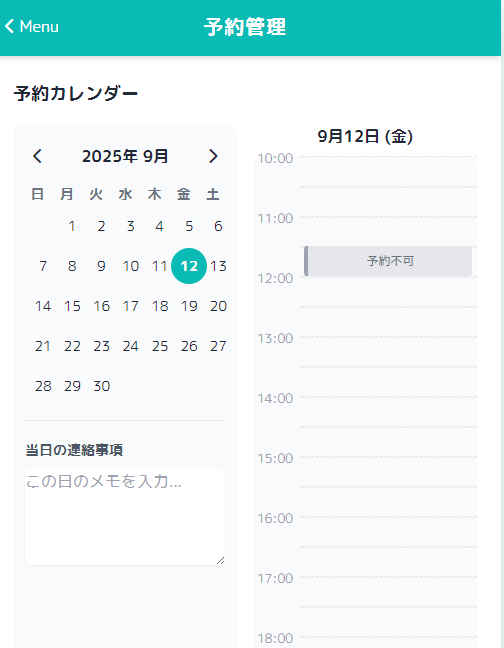 Menu
予約管理
予約カレンダー
2025年 9月
日 月 火 水 木 金 土
1 2 3 4 5 6
7 8 9 10 11 12 13
14 15 16 17 18 19 20
21 22 23 24 25 26 27
28 29 30
当日の連絡事項
この日のメモを入力...
9月12日 (金)
10:00
11:00
予約不可
12:00
13:00
14:00
15:00
16:00
17:00
18:00